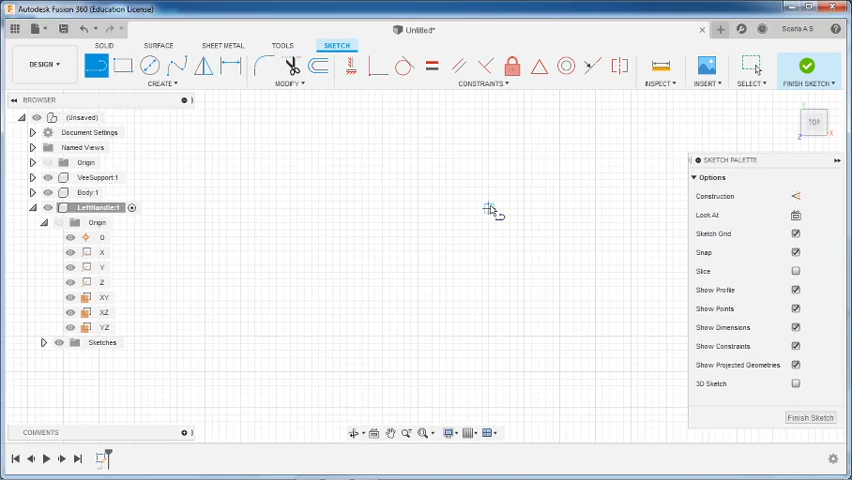 Autodesk Fusion 360 (Education License)
Untitled*
Scaria A S
SOLID SURFACE SHEET METAL TOOLS SKETCH
DESIGN
CREATE MODIFY CONSTRAINTS INSPECT INSERT SELECT FINISH SKETCH
BROWSER
(Unsaved)
Document Settings
Named Views
Origin
VeeSupport:1
Body:1
LeftHandle:1
Origin
O
X
Y
Z
XY
XZ
YZ
Sketches
TOP
Z
X
SKETCH PALETTE
Options
Construction
Look At
Sketch Grid
Snap
Slice
Show Profile
Show Points
Show Dimensions
Show Constraints
Show Projected Geometries
3D Sketch
Finish Sketch
COMMENTS